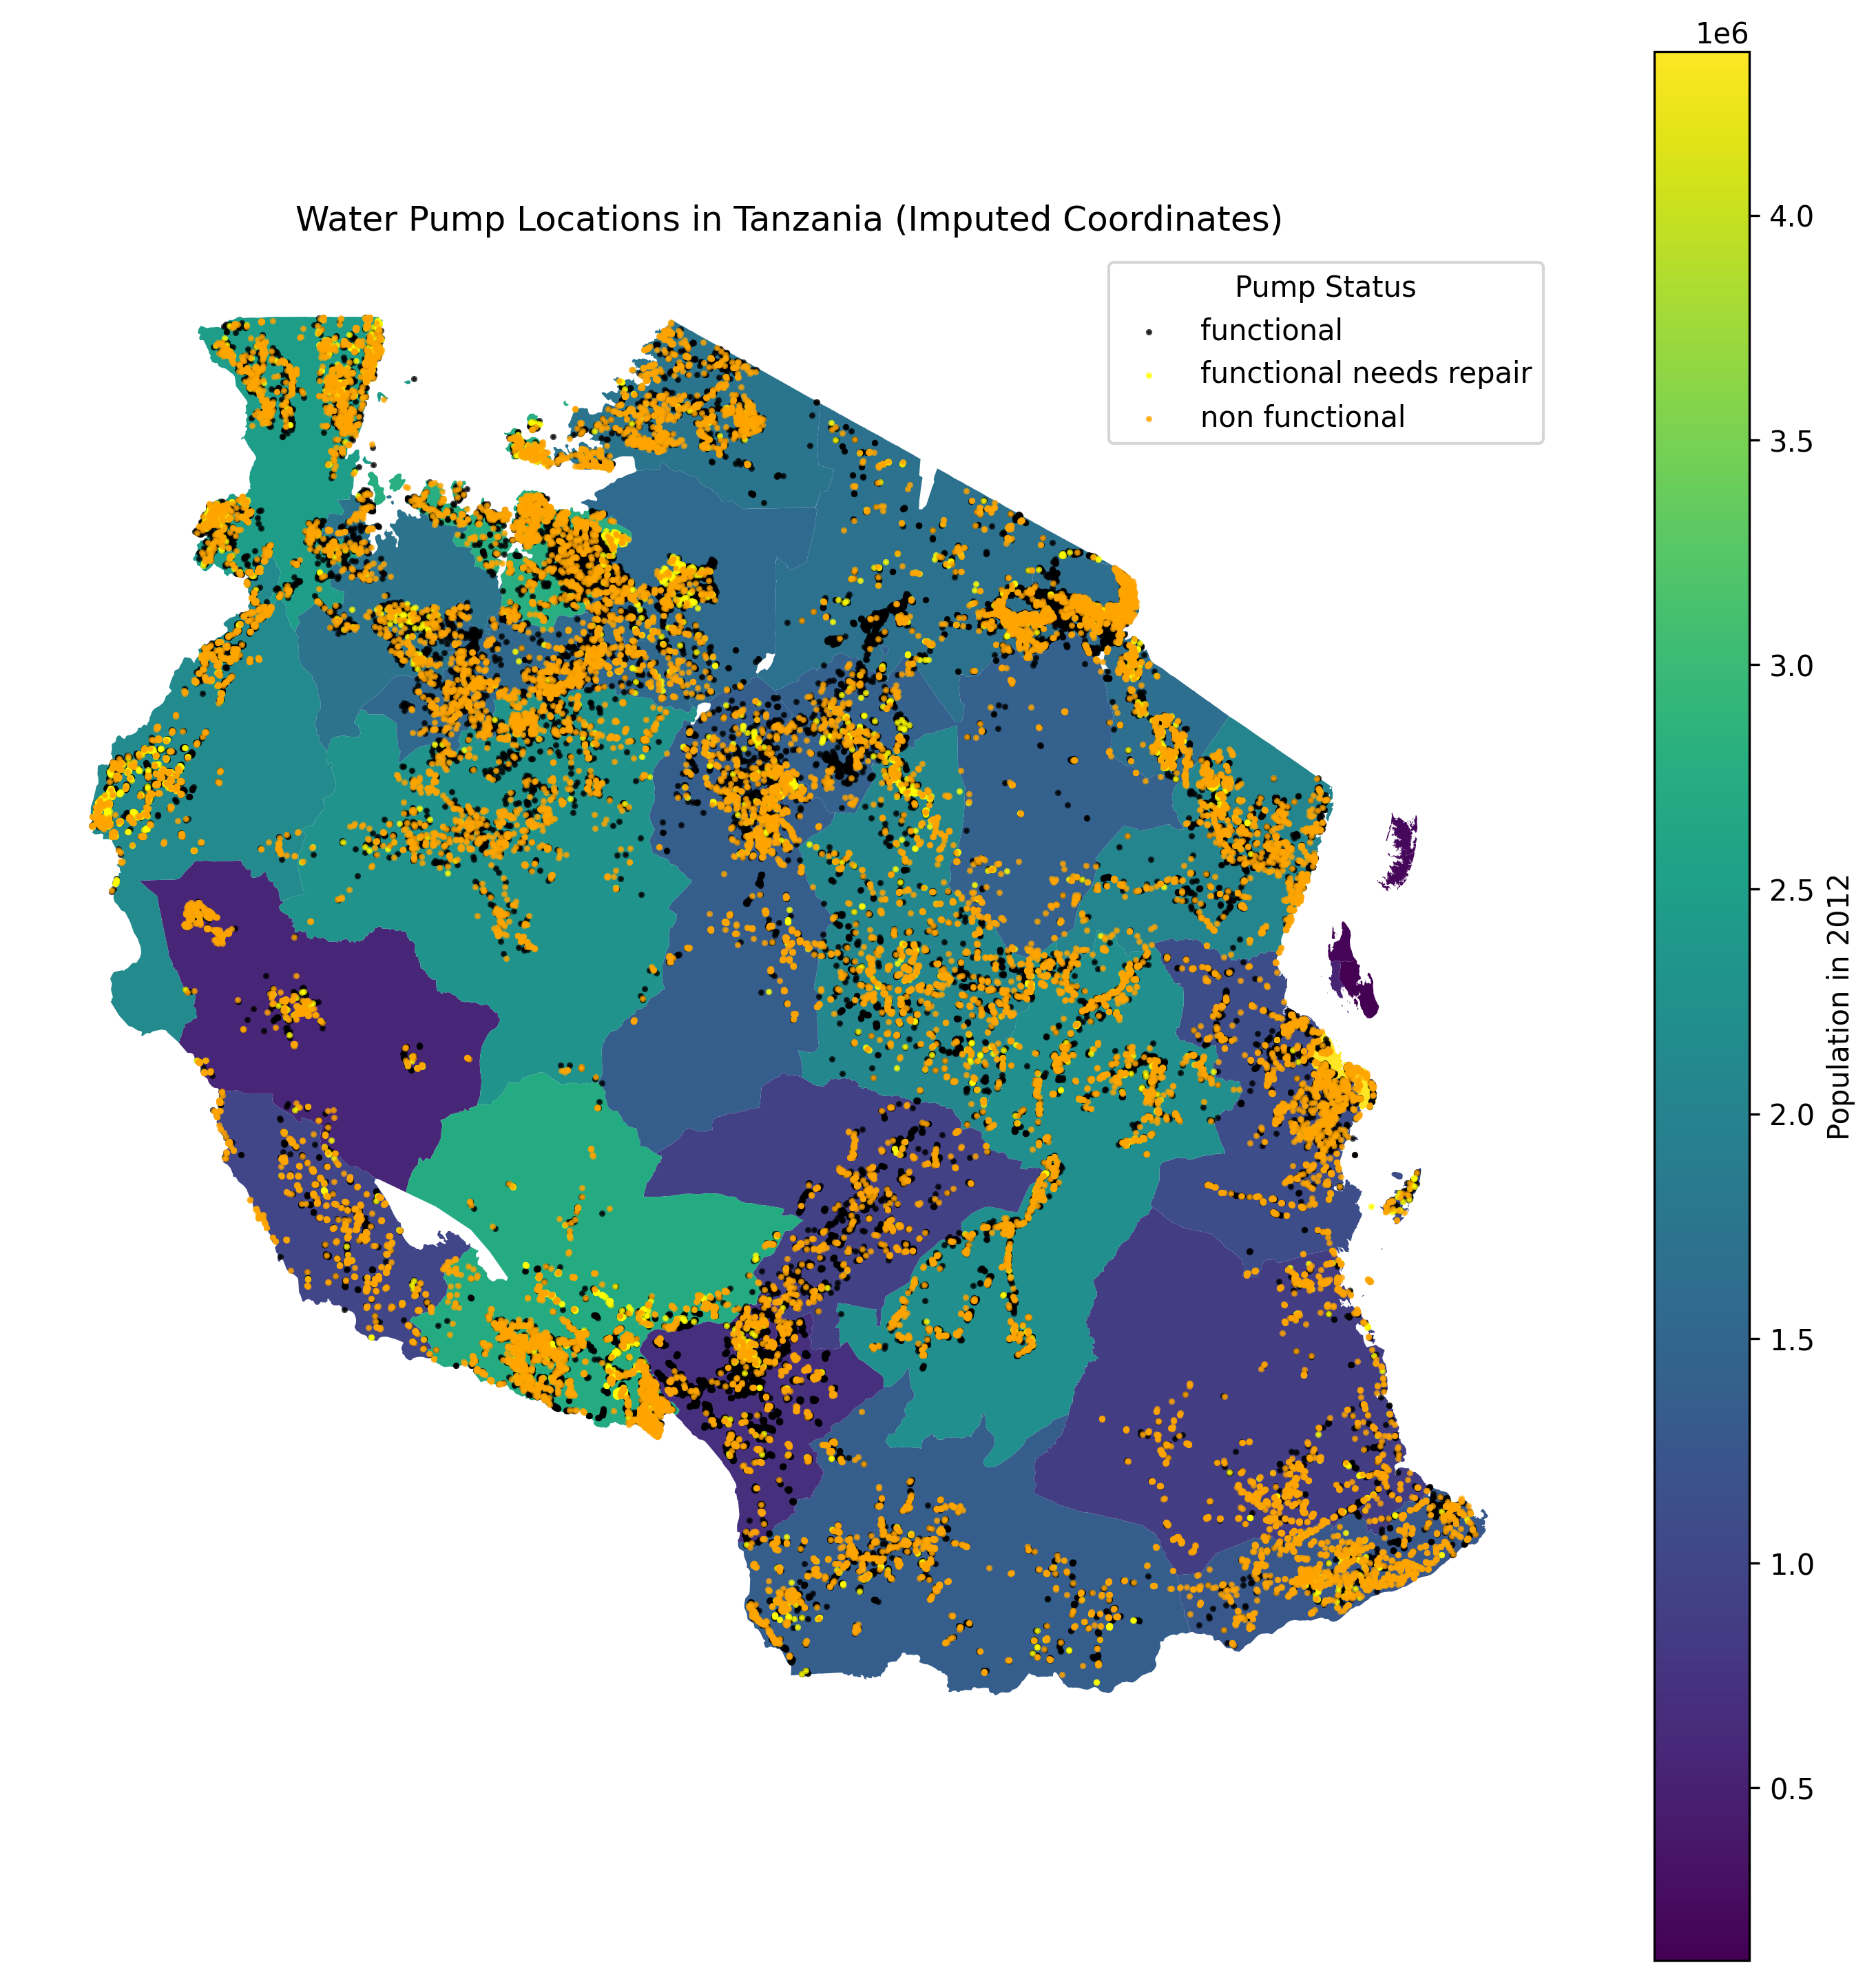 Water Pump Locations in Tanzania (Imputed Coordinates)
Pump Status
functional
functional needs repair
non functional
1e6
4.0
3.5
3.0
2.5
2.0
1.5
1.0
0.5
Population in 2012